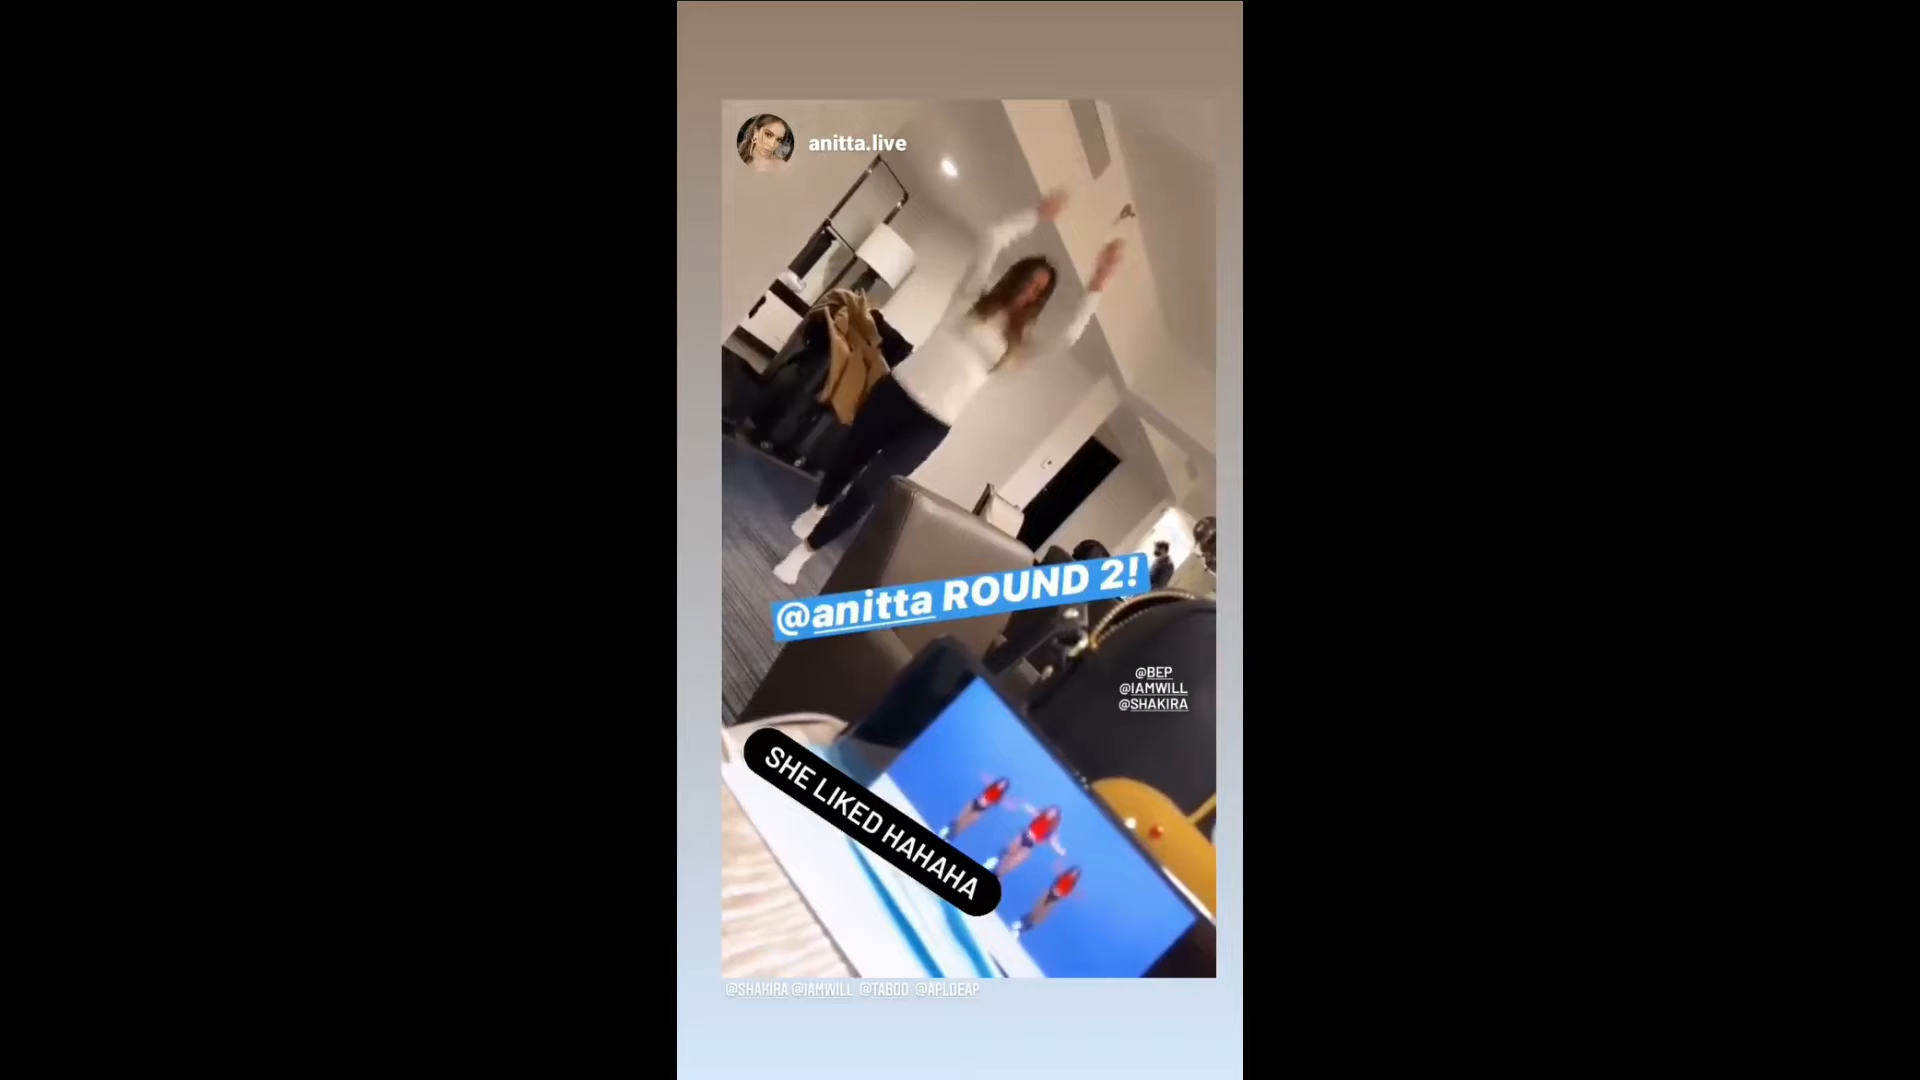 anitta.live
@anitta ROUND 2!
@BEP
@IAMWILL
@SHAKIRA
SHE LIKED HAHAHA
@SHAKIRA @IAMWILL @TABOO @APLDEAP